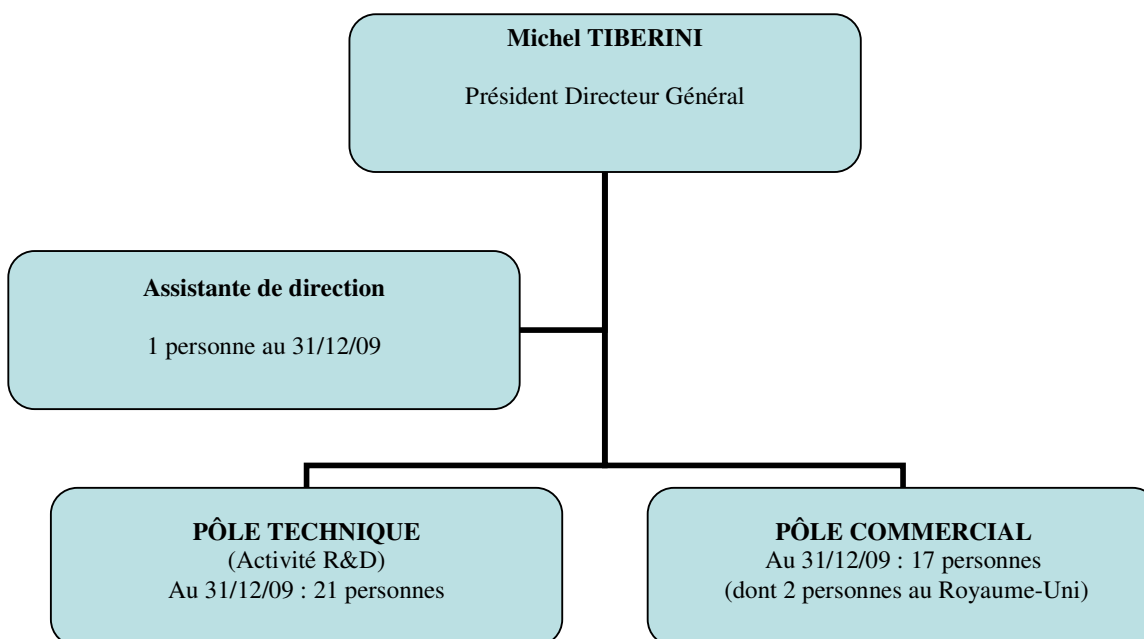 Michel TIBERINI
Président Directeur Général
Assistante de direction
1 personne au 31/12/09
PÔLE TECHNIQUE
(Activité R&D)
Au 31/12/09 : 21 personnes
PÔLE COMMERCIAL
Au 31/12/09 : 17 personnes
(dont 2 personnes au Royaume-Uni)